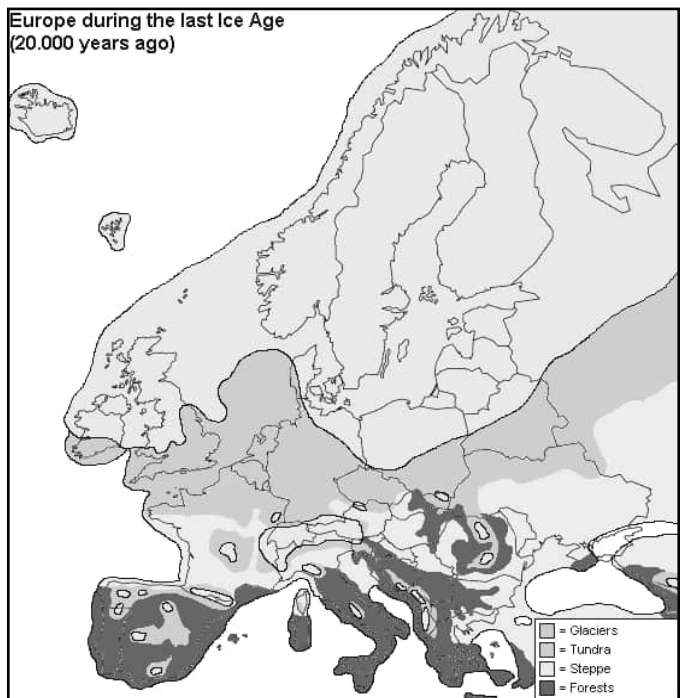 Europe during the last Ice Age
(20.000 years ago)
= Glaciers
= Tundra
= Steppe
= Forests